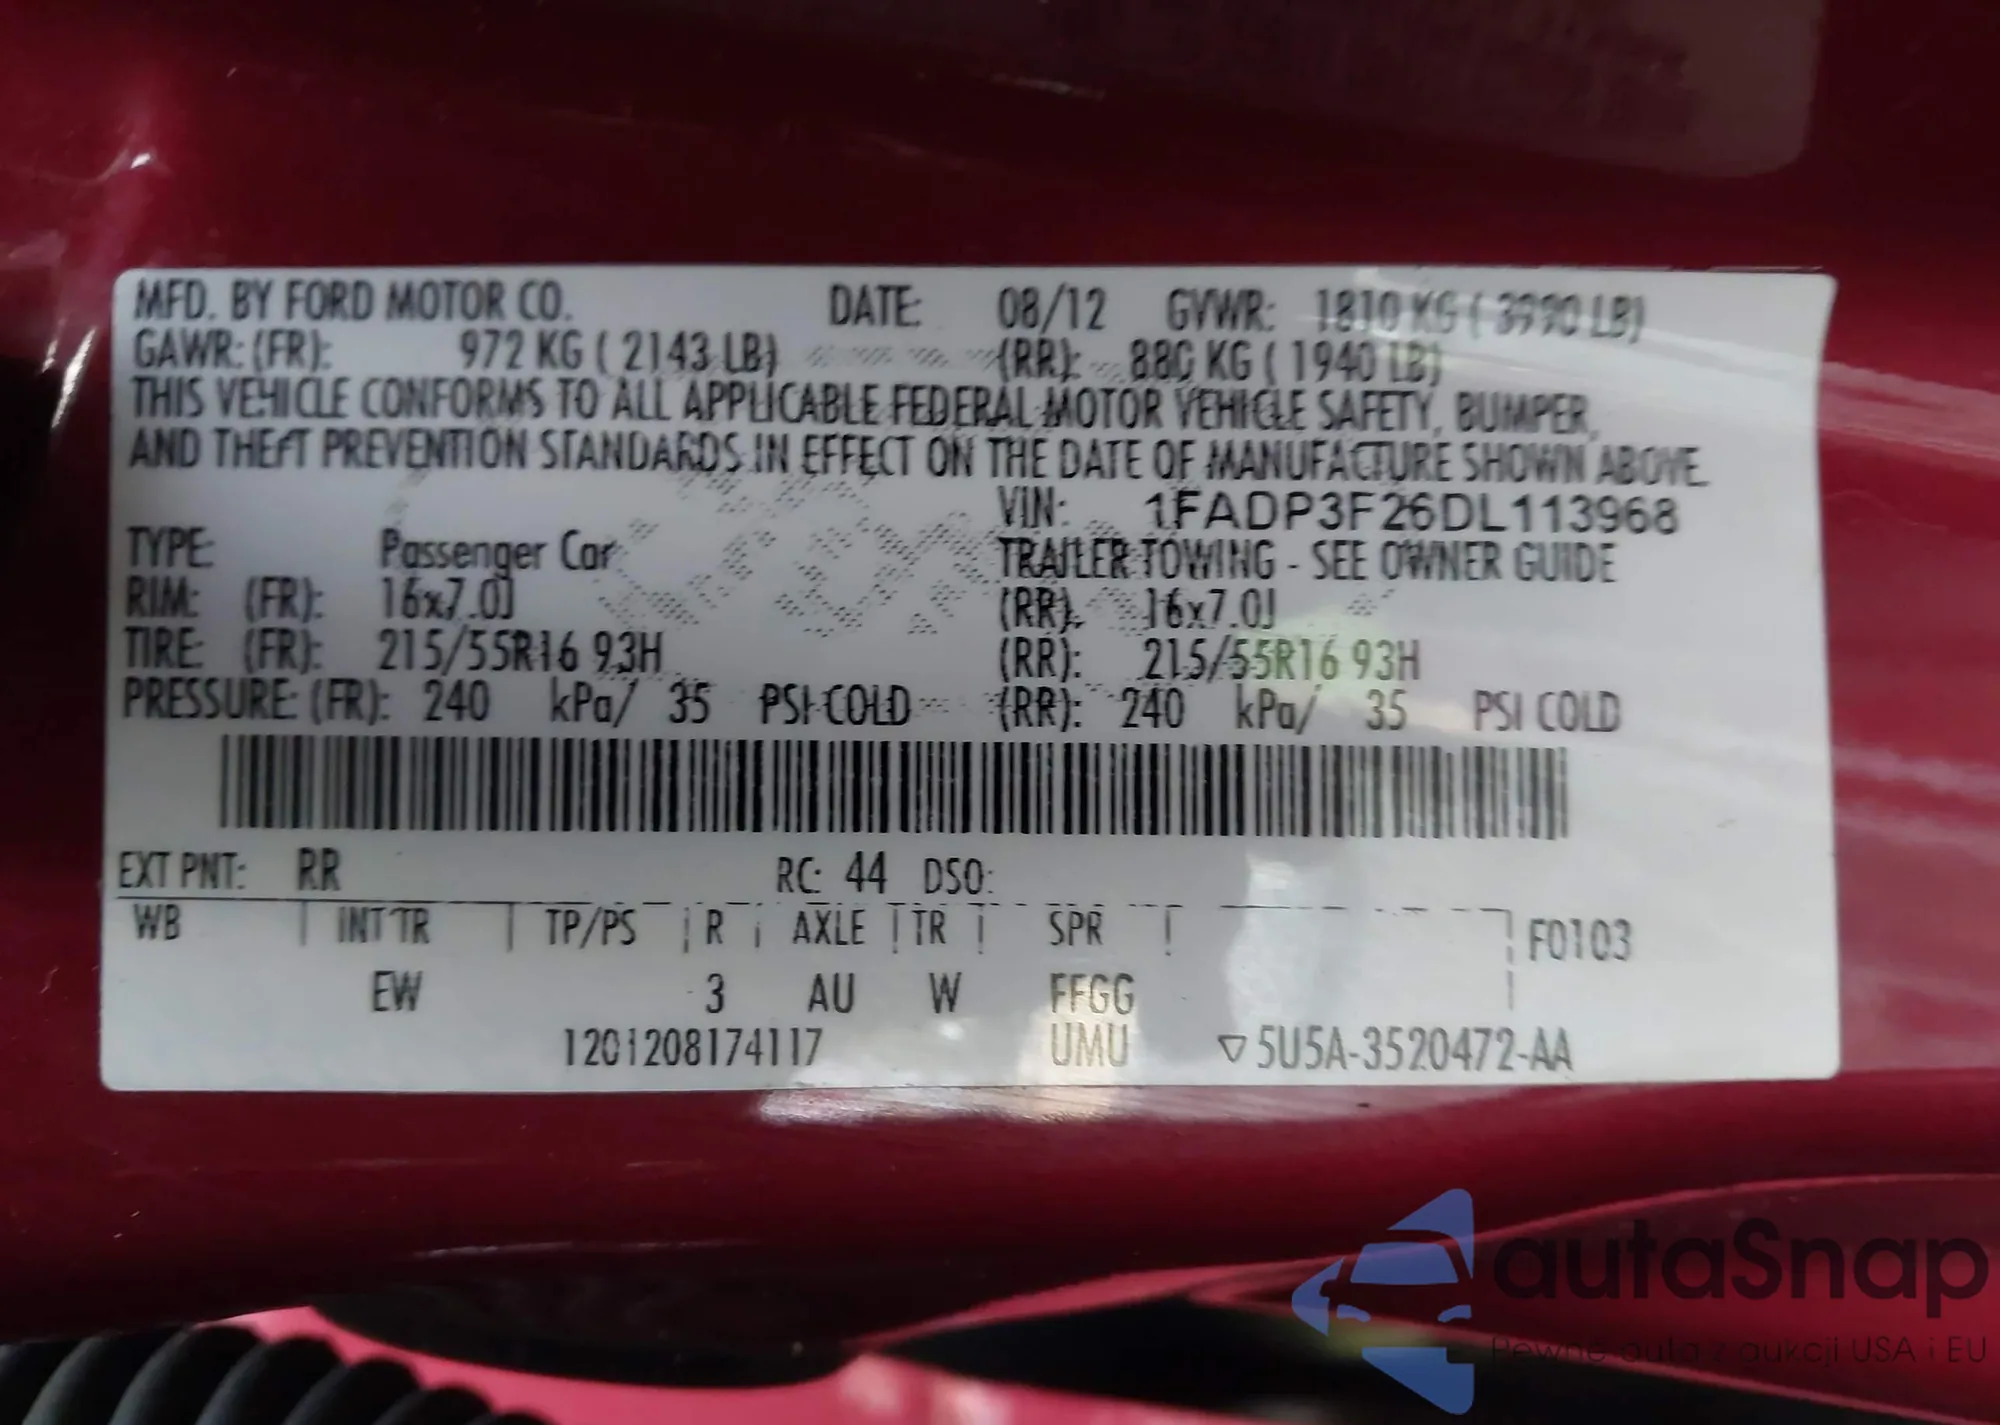 MFD. BY FORD MOTOR CO. DATE: 08/12 GVWR: 1810 KG ( 3990 LB)
GAWR: (FR): 972 KG ( 2143 LB) (RR): 880 KG ( 1940 LB)
THIS VEHICLE CONFORMS TO ALL APPLICABLE FEDERAL MOTOR VEHICLE SAFETY, BUMPER,
AND THEFT PREVENTION STANDARDS IN EFFECT ON THE DATE OF MANUFACTURE SHOWN ABOVE.
VIN: 1FADP3F26DL113968
TYPE: Passenger Car TRAILER TOWING - SEE OWNER GUIDE
RIM: (FR): 16x7.0J (RR): 16x7.0J
TIRE: (FR): 215/55R16 93H (RR): 215/55R16 93H
PRESSURE: (FR): 240 kPa/ 35 PSI COLD (RR): 240 kPa/ 35 PSI COLD
EXT PNT: RR RC: 44 DSO:
WB | INT TR | TP/PS | R | AXLE | TR | SPR | | F0103
EW 3 AU W FFGG
1201208174117 UMU ▽5U5A-3520472-AA
autaSnap
Pewne auta z aukcji USA i EU